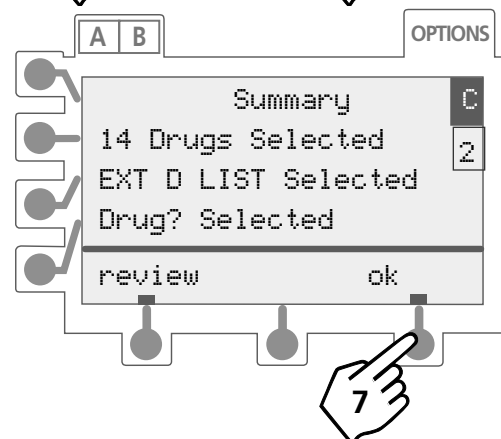 A B
OPTIONS
Summary
C
14 Drugs Selected
2
EXT D LIST Selected
Drug? Selected
review ok
7